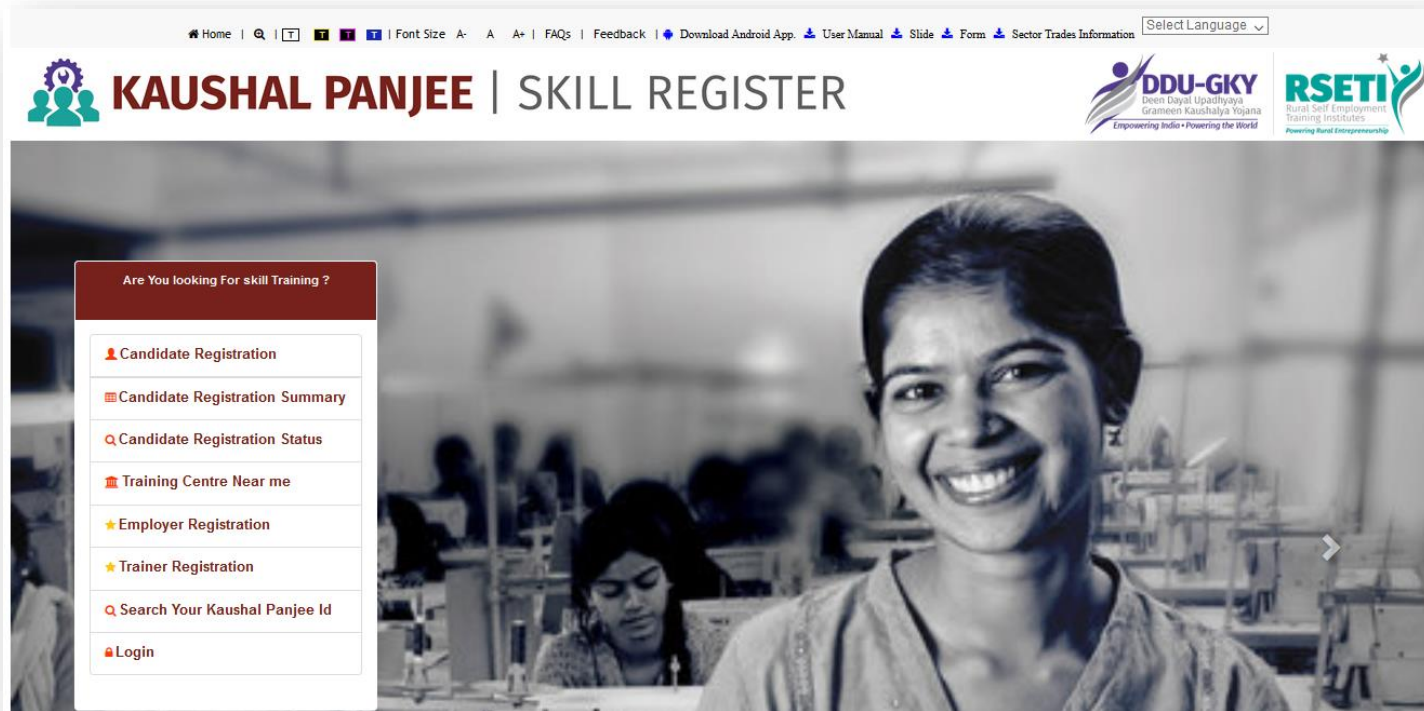 Home | | T T T T | Font Size A- A A+ | FAQs | Feedback | Download Android App. User Manual Slide Form Sector Trades Information Select Language
KAUSHAL PANJEE | SKILL REGISTER
DDU-GKY
Deen Dayal Upadhyaya
Grameen Kaushalya Yojana
Empowering India • Powering the World
RSETI
Rural Self Employment
Training Institutes
Powering Rural Entrepreneurship
Are You looking For skill Training ?
Candidate Registration
Candidate Registration Summary
Candidate Registration Status
Training Centre Near me
Employer Registration
Trainer Registration
Search Your Kaushal Panjee Id
Login